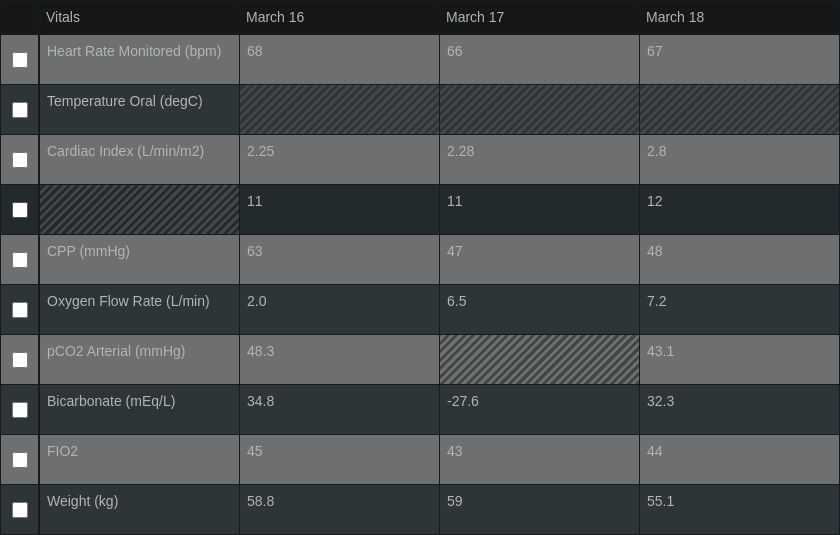 Vitals March 16 March 17 March 18
Heart Rate Monitored (bpm) 68 66 67
Temperature Oral (degC)
Cardiac Index (L/min/m2) 2.25 2.28 2.8
11 11 12
CPP (mmHg) 63 47 48
Oxygen Flow Rate (L/min) 2.0 6.5 7.2
pCO2 Arterial (mmHg) 48.3 43.1
Bicarbonate (mEq/L) 34.8 -27.6 32.3
FIO2 45 43 44
Weight (kg) 58.8 59 55.1